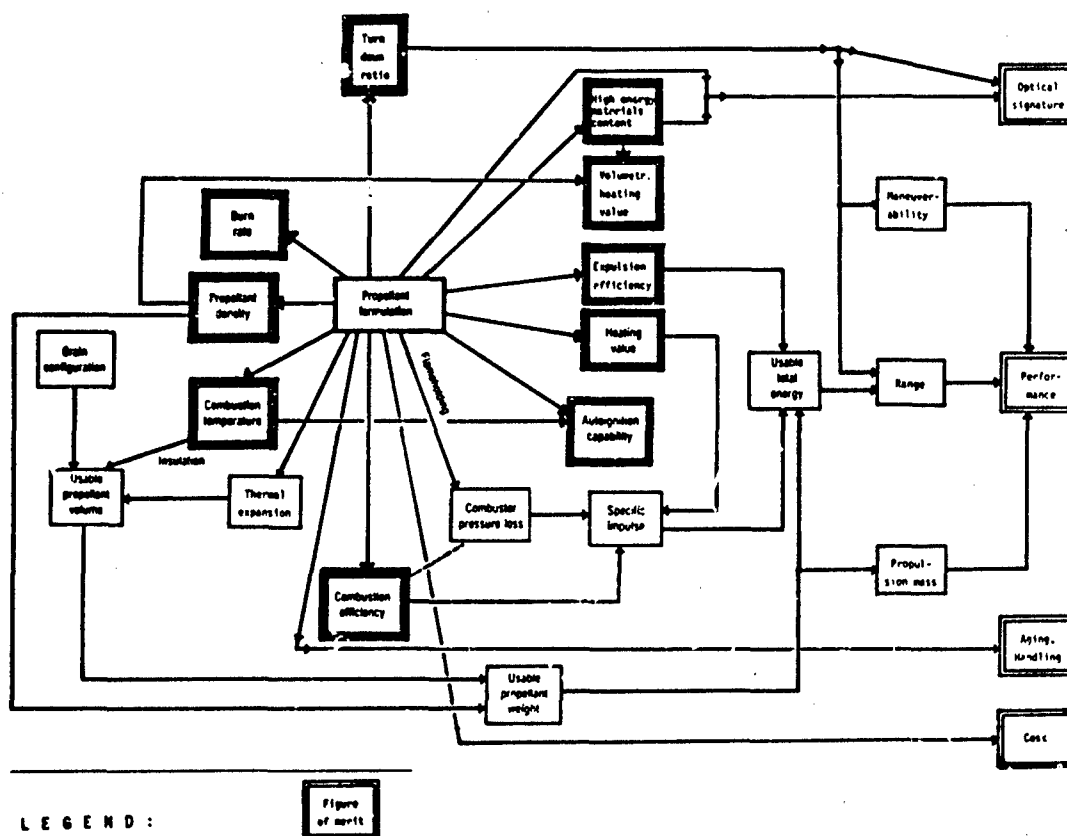 Turn
down
ratio
Optical
signature
High energy
materials
content
Volumetr.
heating
value
Maneuver-
ability
Burn
rate
Expulsion
efficiency
Propellant
density
Propellant
formulation
Heating
value
Grain
configuration
Usable
total
energy
Range
Perfor-
mance
Flameholding
Combustion
temperature
Autoignition
capability
Insulation
Usable
propellant
volume
Thermal
expansion
Combustor
pressure loss
Specific
impulse
Propul-
sion mass
Combustion
efficiency
Aging,
Handling
Usable
propellant
weight
Cost
Figure
of merit
LEGEND: